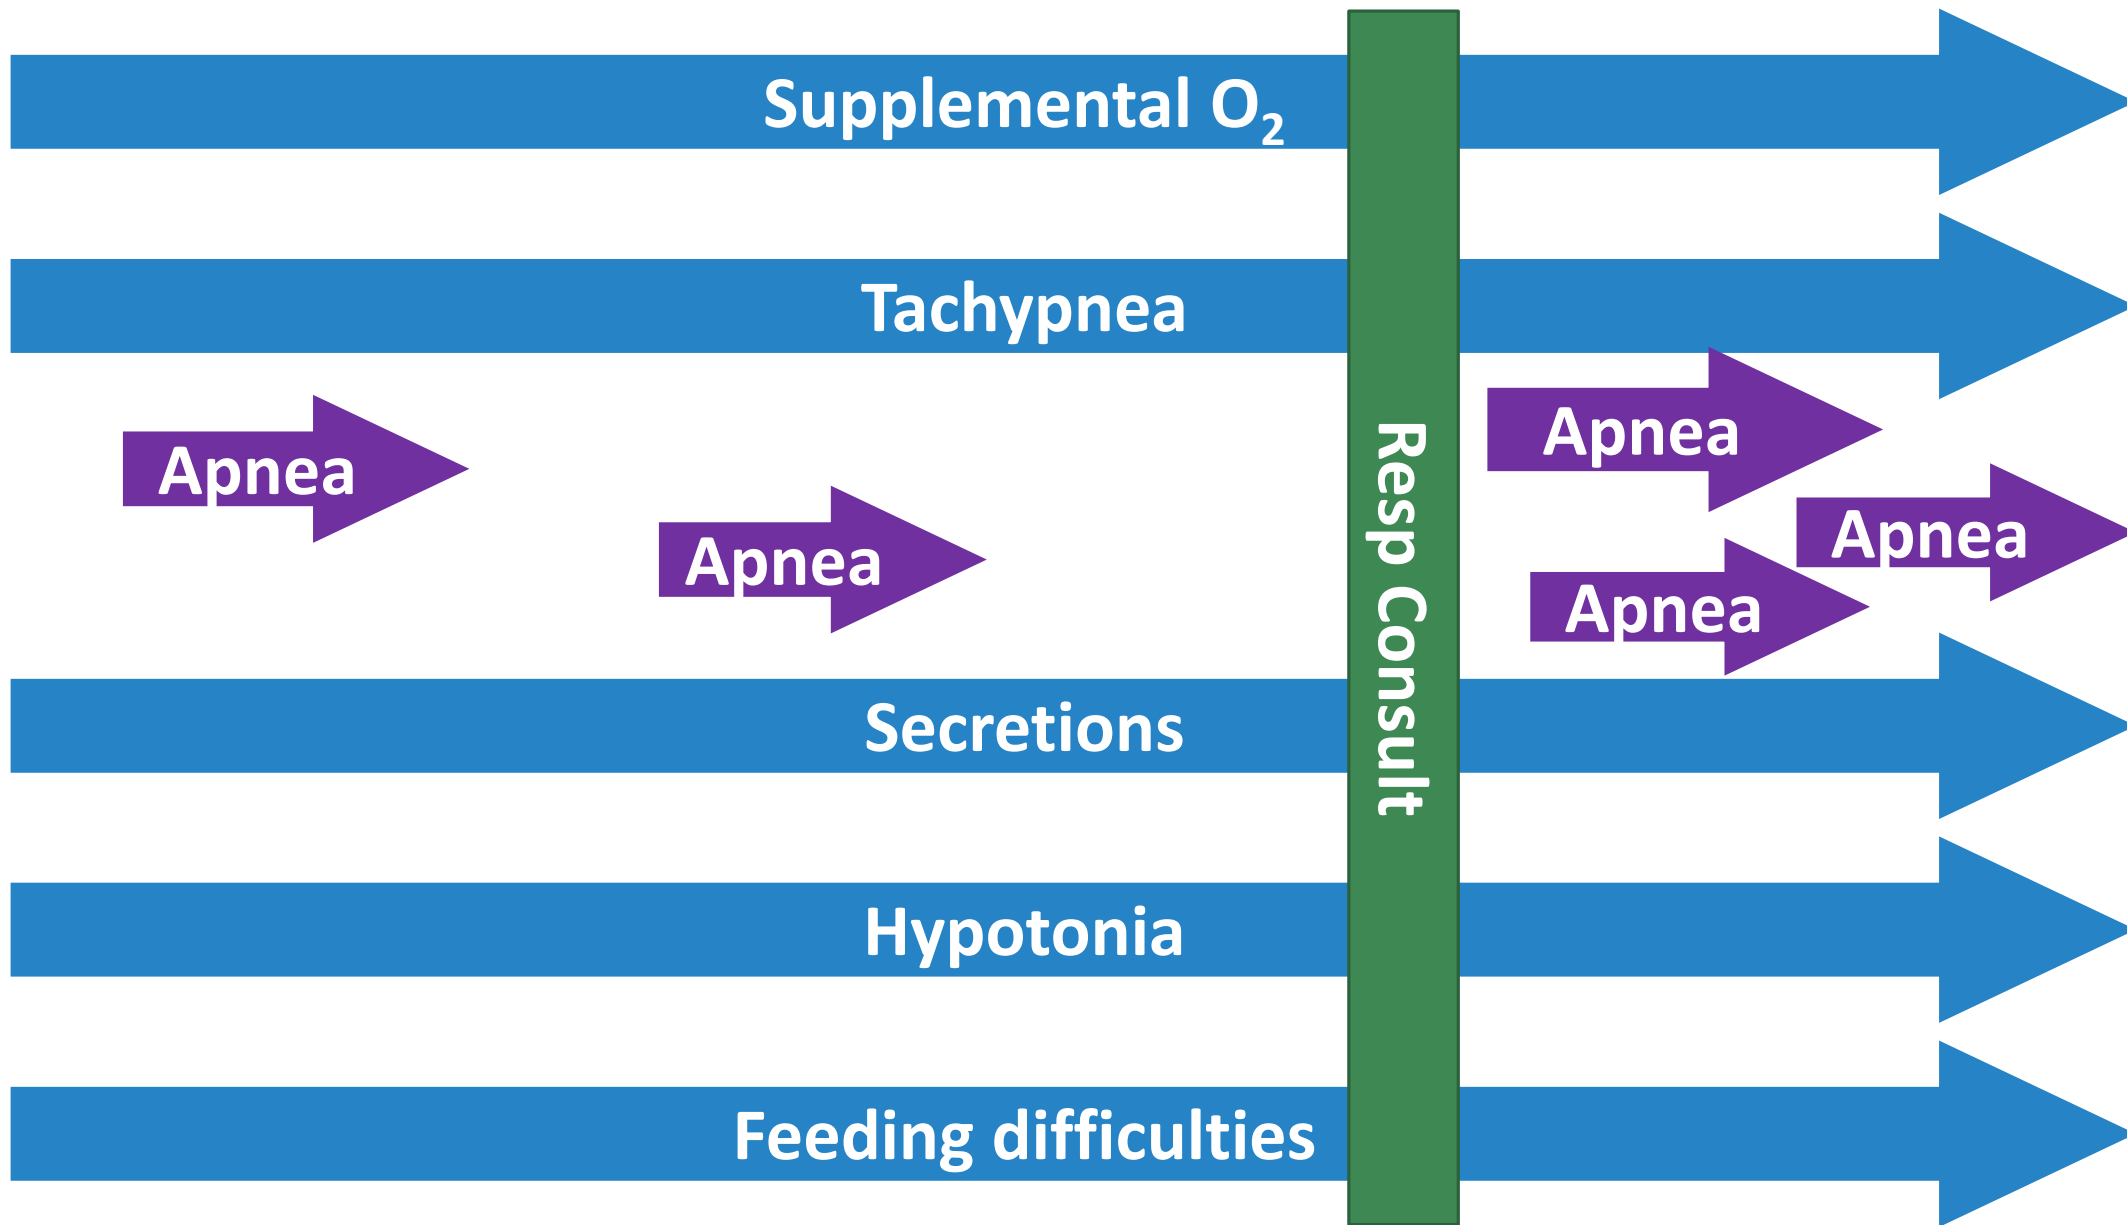 Supplemental O₂
Tachypnea
Apnea
Apnea
Resp Consult
Apnea
Apnea
Apnea
Secretions
Hypotonia
Feeding difficulties